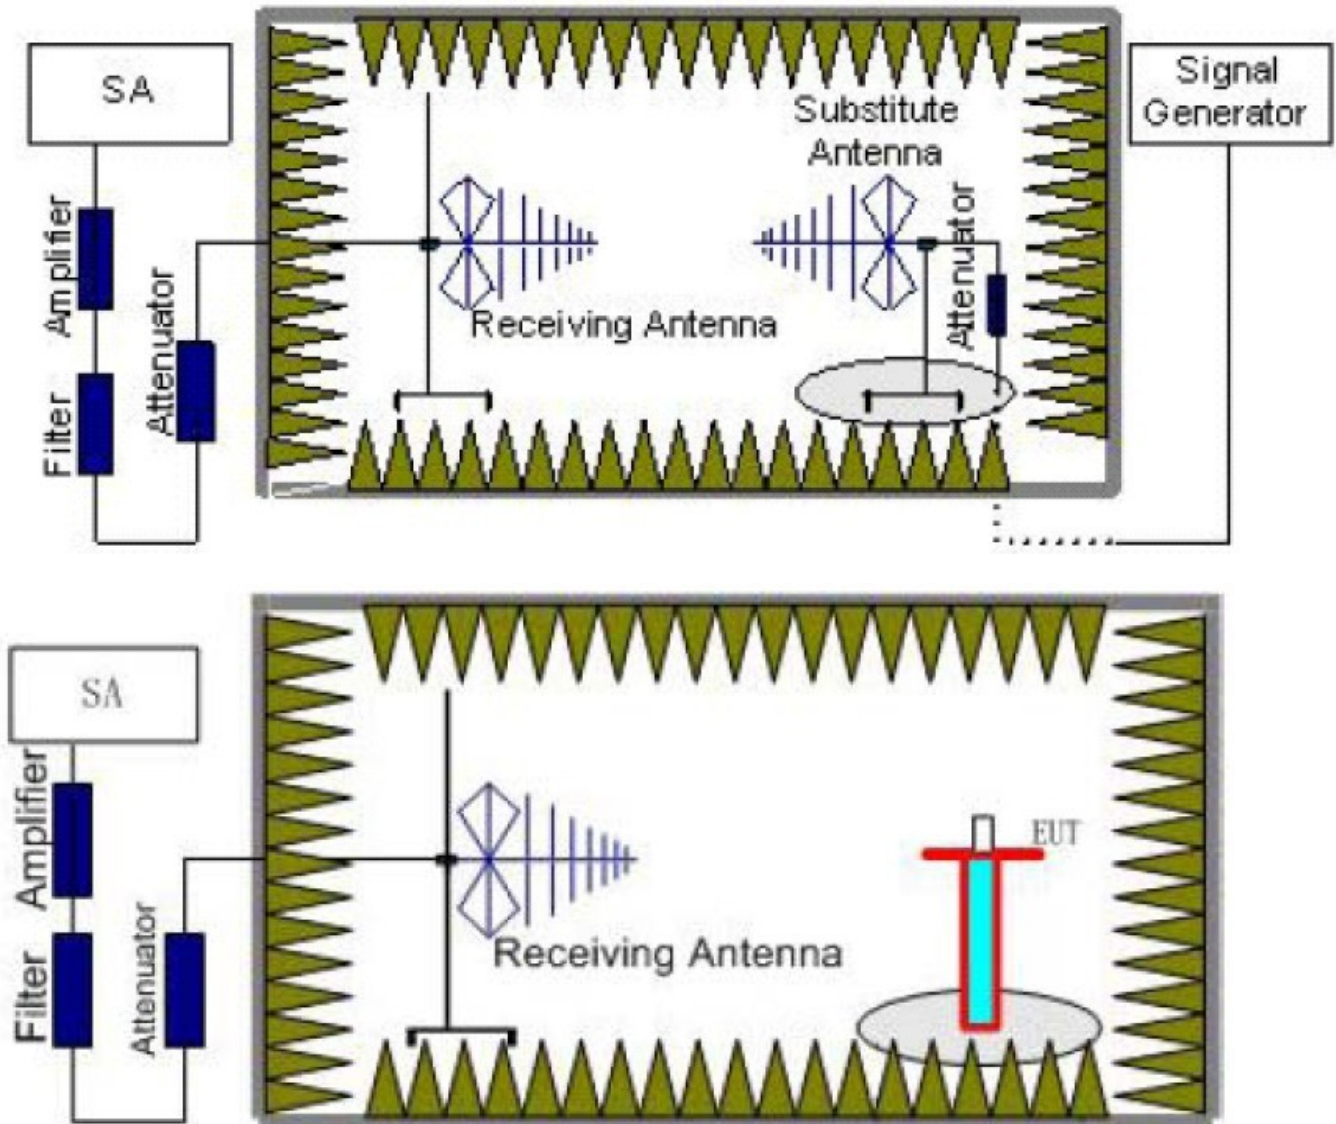 SA
Signal
Generator
Substitute
Antenna
Amplifier
Attenuator
Attenuator
Receiving Antenna
Filter
SA
Amplifier
EUT
Receiving Antenna
Filter
Attenuator